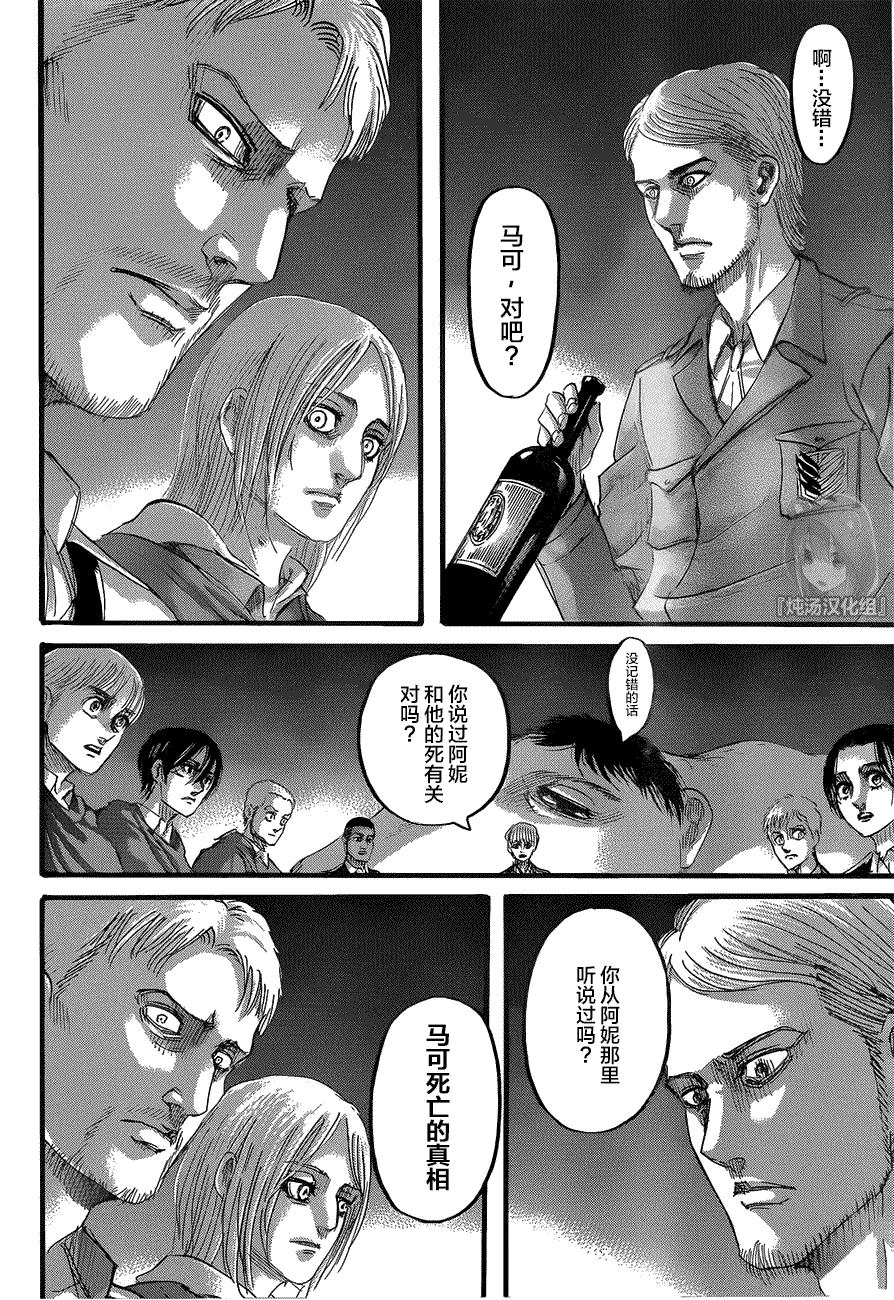 啊…没错…
马可，对吧？
『炖汤汉化组』
没记错的话
你说过阿妮
和他的死有关
对吗？
你从阿妮那里
听说过吗？
马可死亡的真相